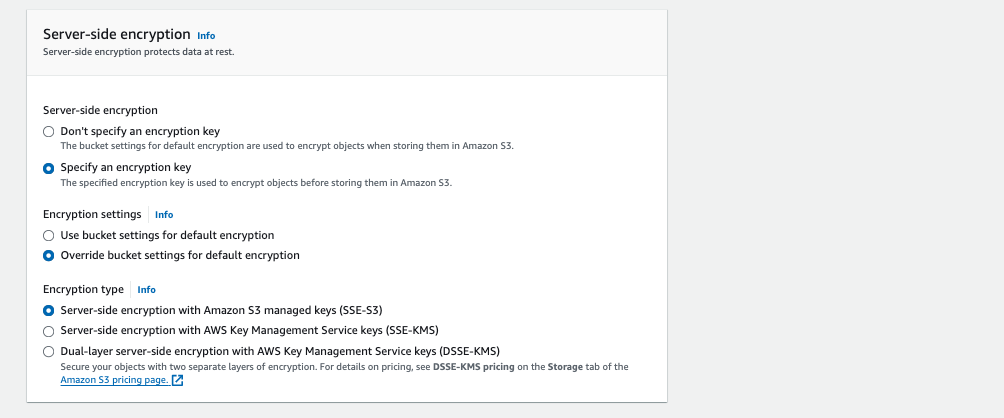 Server-side encryption Info
Server-side encryption protects data at rest.
Server-side encryption
Don't specify an encryption key
The bucket settings for default encryption are used to encrypt objects when storing them in Amazon S3.
Specify an encryption key
The specified encryption key is used to encrypt objects before storing them in Amazon S3.
Encryption settings Info
Use bucket settings for default encryption
Override bucket settings for default encryption
Encryption type Info
Server-side encryption with Amazon S3 managed keys (SSE-S3)
Server-side encryption with AWS Key Management Service keys (SSE-KMS)
Dual-layer server-side encryption with AWS Key Management Service keys (DSSE-KMS)
Secure your objects with two separate layers of encryption. For details on pricing, see DSSE-KMS pricing on the Storage tab of the
Amazon S3 pricing page.